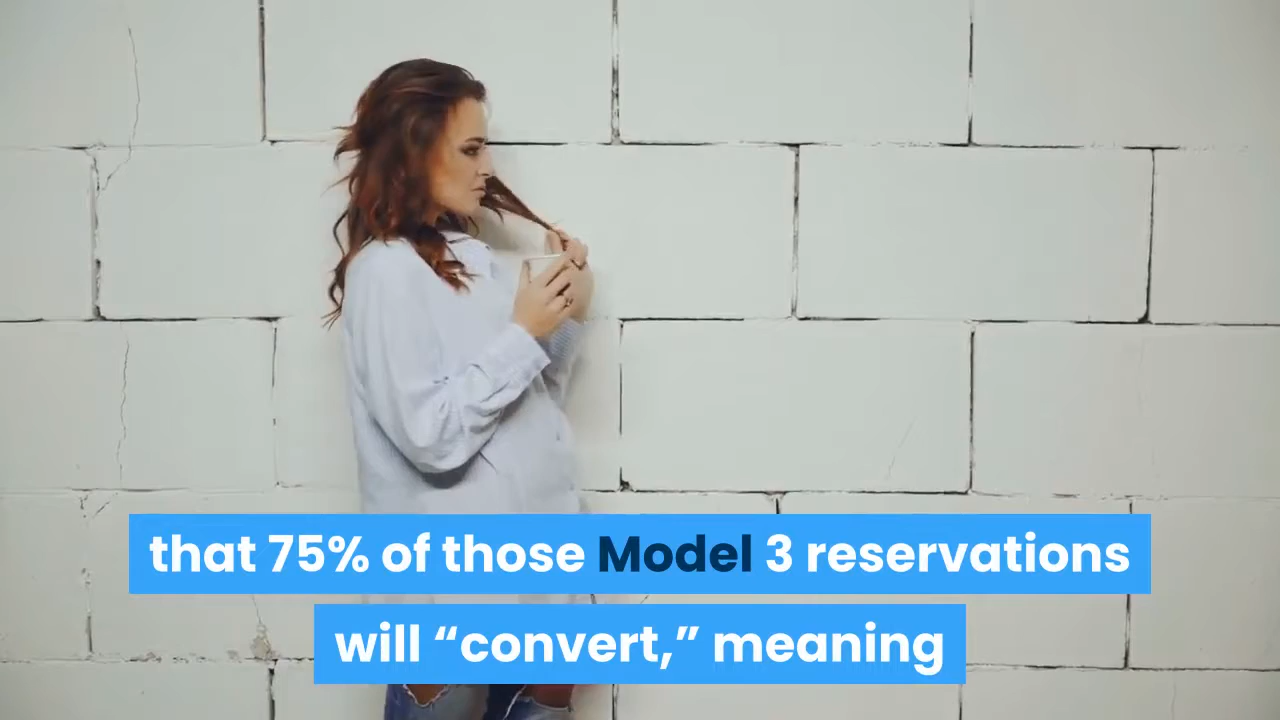 that 75% of those Model 3 reservations
will “convert,” meaning